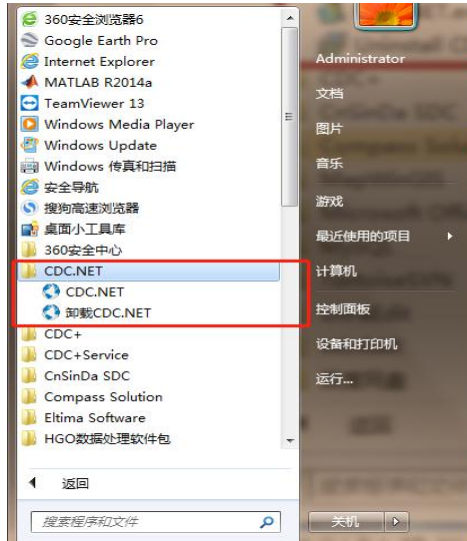 360安全浏览器6
Google Earth Pro
Internet Explorer
MATLAB R2014a
TeamViewer 13
Windows Media Player
Windows Update
Windows 传真和扫描
安全导航
搜狗高速浏览器
桌面小工具库
360安全中心
CDC.NET
CDC.NET
卸载CDC.NET
CDC+
CDC+Service
CnSinDa SDC
Compass Solution
Eltima Software
HGO数据处理软件包
返回
搜索程序和文件
Administrator
文档
图片
音乐
游戏
最近使用的项目
计算机
控制面板
设备和打印机
运行...
关机